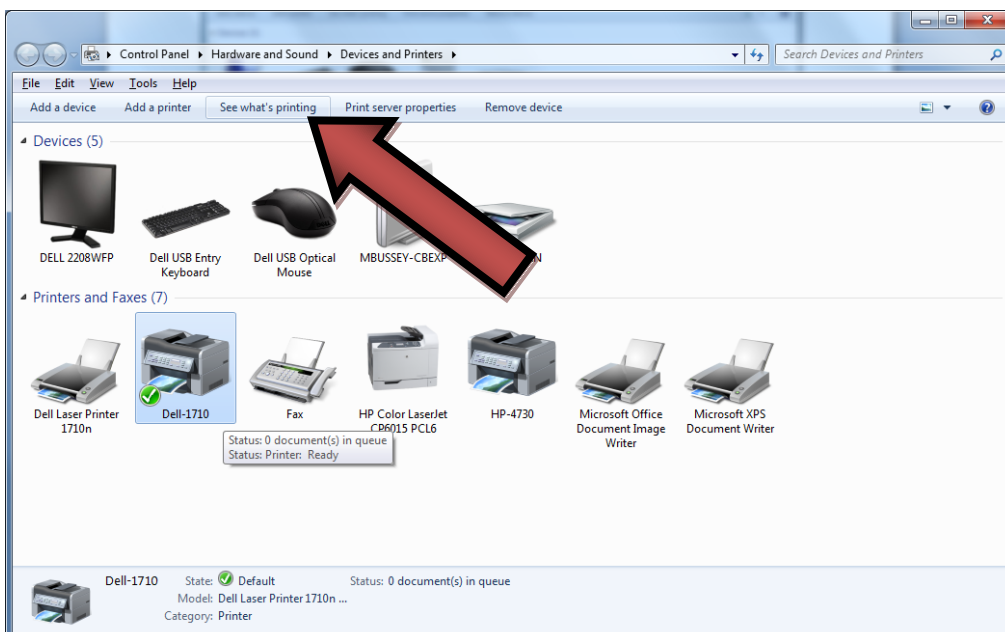 Control Panel Hardware and Sound Devices and Printers Search Devices and Printers
File Edit View Tools Help
Add a device Add a printer See what's printing Print server properties Remove device
Devices (5)
DELL 2208WFP
Dell USB Entry Keyboard
Dell USB Optical Mouse
MBUSSEY-CBEXP
Printers and Faxes (7)
Dell Laser Printer
1710n
Dell-1710
Fax
HP Color LaserJet
CP6015 PCL6
HP-4730
Microsoft Office
Document Image
Writer
Microsoft XPS
Document Writer
Status: 0 document(s) in queue
Status: Printer: Ready
Dell-1710 State: Default Status: 0 document(s) in queue
Model: Dell Laser Printer 1710n ...
Category: Printer